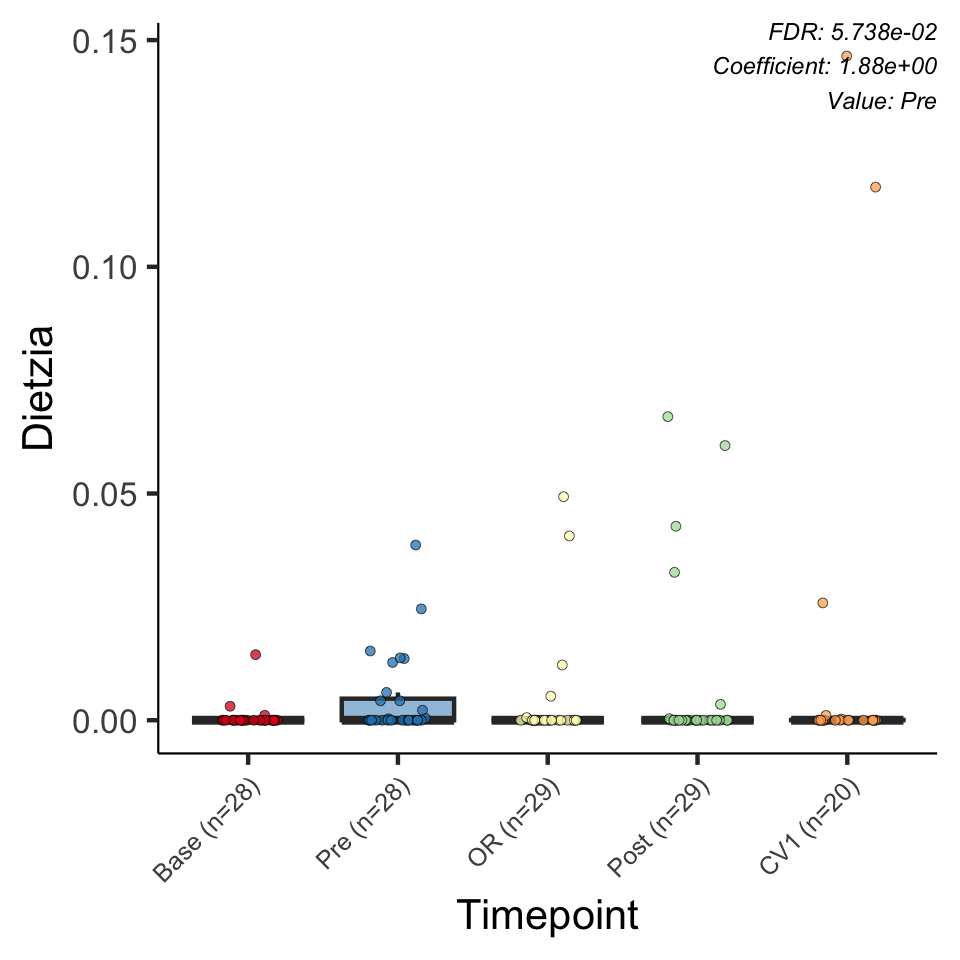 FDR: 5.738e-02
Coefficient: 1.88e+00
Value: Pre
0.15
0.10
0.05
0.00
Dietzia
Base (n=28)
Pre (n=28)
OR (n=29)
Post (n=29)
CV1 (n=20)
Timepoint